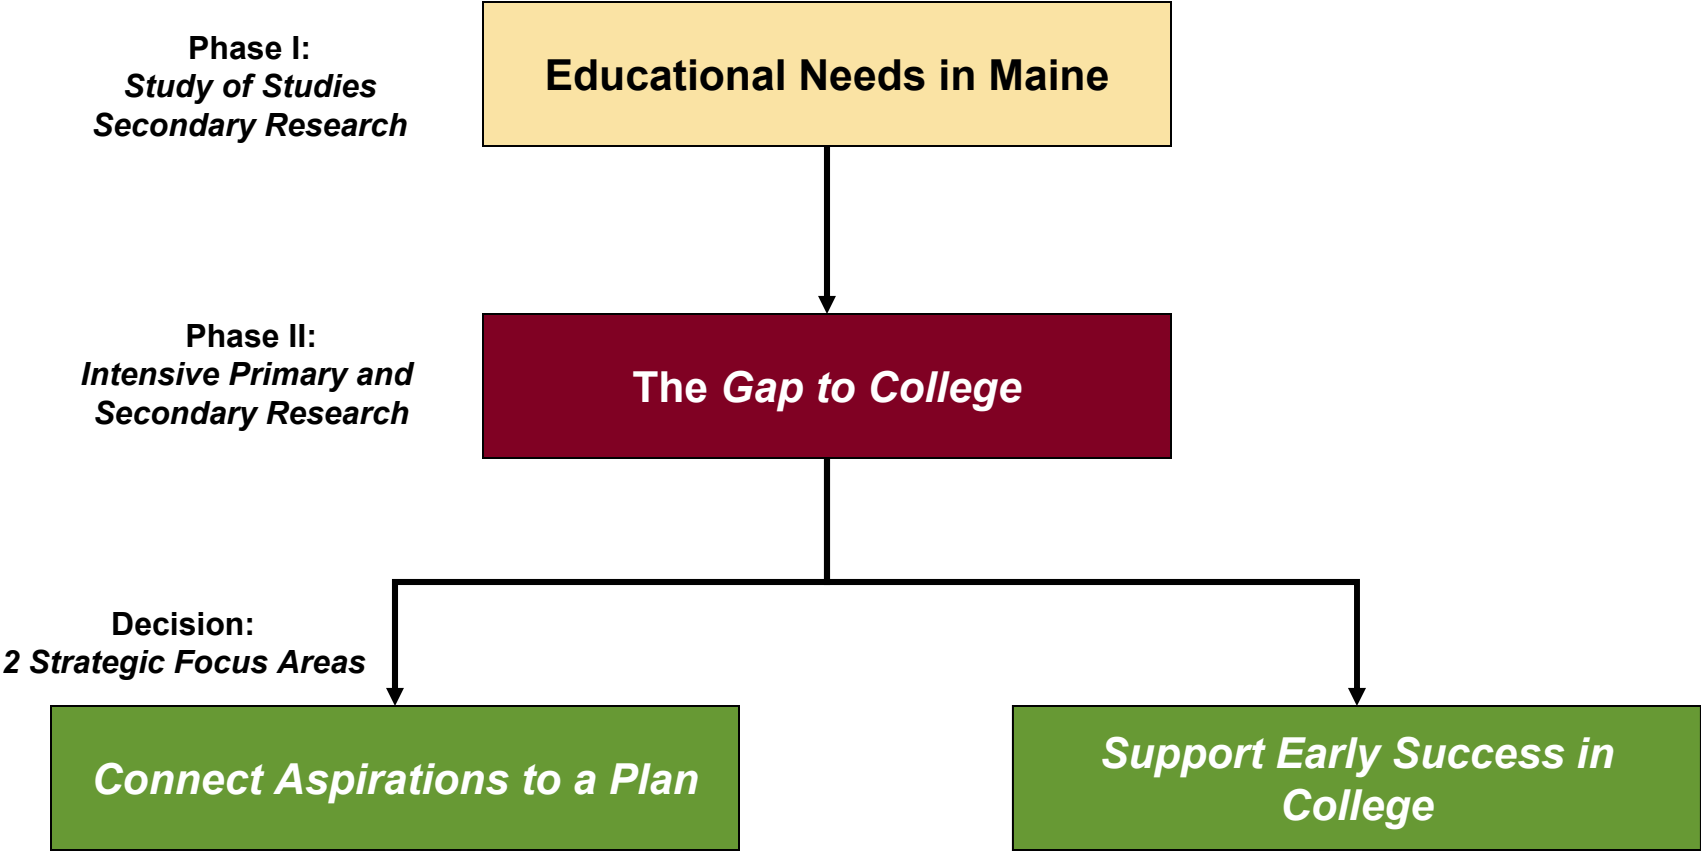 Phase I:
Study of Studies
Secondary Research
Educational Needs in Maine
Phase II:
Intensive Primary and
Secondary Research
The Gap to College
Decision:
2 Strategic Focus Areas
Connect Aspirations to a Plan
Support Early Success in
College